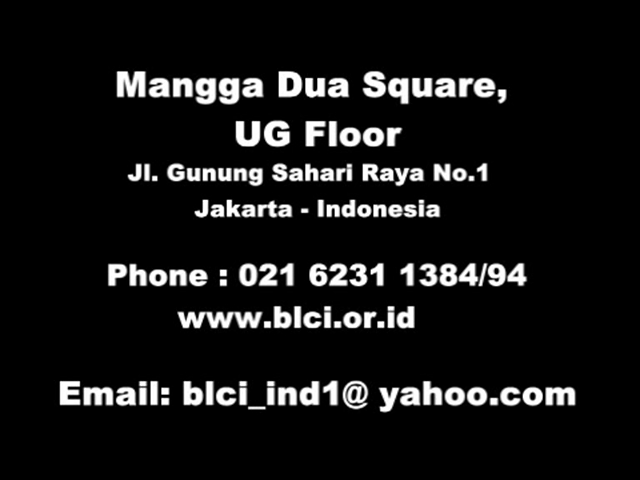 Mangga Dua Square,
UG Floor
Jl. Gunung Sahari Raya No.1
Jakarta - Indonesia
Phone : 021 6231 1384/94
www.blci.or.id
Email: blci_ind1@ yahoo.com